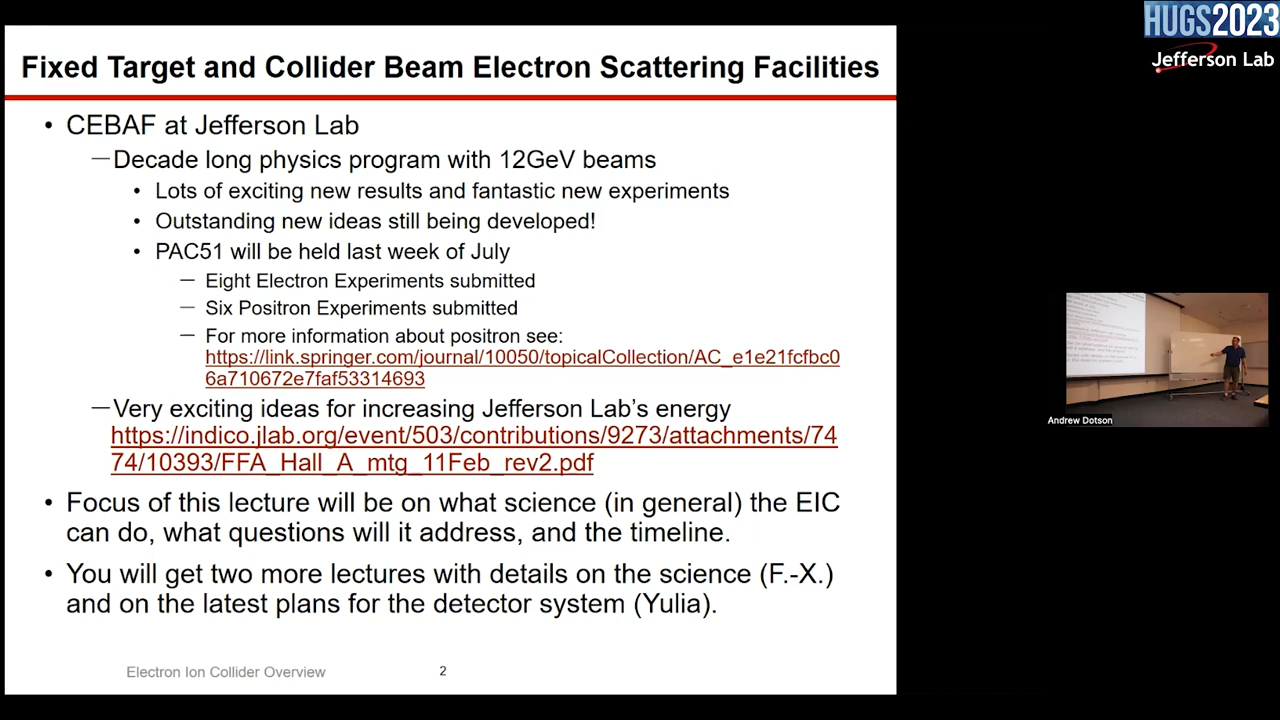 HUGS2023
Jefferson Lab
Fixed Target and Collider Beam Electron Scattering Facilities
• CEBAF at Jefferson Lab
—Decade long physics program with 12GeV beams
• Lots of exciting new results and fantastic new experiments
• Outstanding new ideas still being developed!
• PAC51 will be held last week of July
— Eight Electron Experiments submitted
— Six Positron Experiments submitted
— For more information about positron see:
https://link.springer.com/journal/10050/topicalCollection/AC_e1e21fcfbc0
6a710672e7faf53314693
—Very exciting ideas for increasing Jefferson Lab's energy
https://indico.jlab.org/event/503/contributions/9273/attachments/74
74/10393/FFA_Hall_A_mtg_11Feb_rev2.pdf
• Focus of this lecture will be on what science (in general) the EIC
can do, what questions will it address, and the timeline.
• You will get two more lectures with details on the science (F.-X.)
and on the latest plans for the detector system (Yulia).
Electron Ion Collider Overview
2
Andrew Dotson